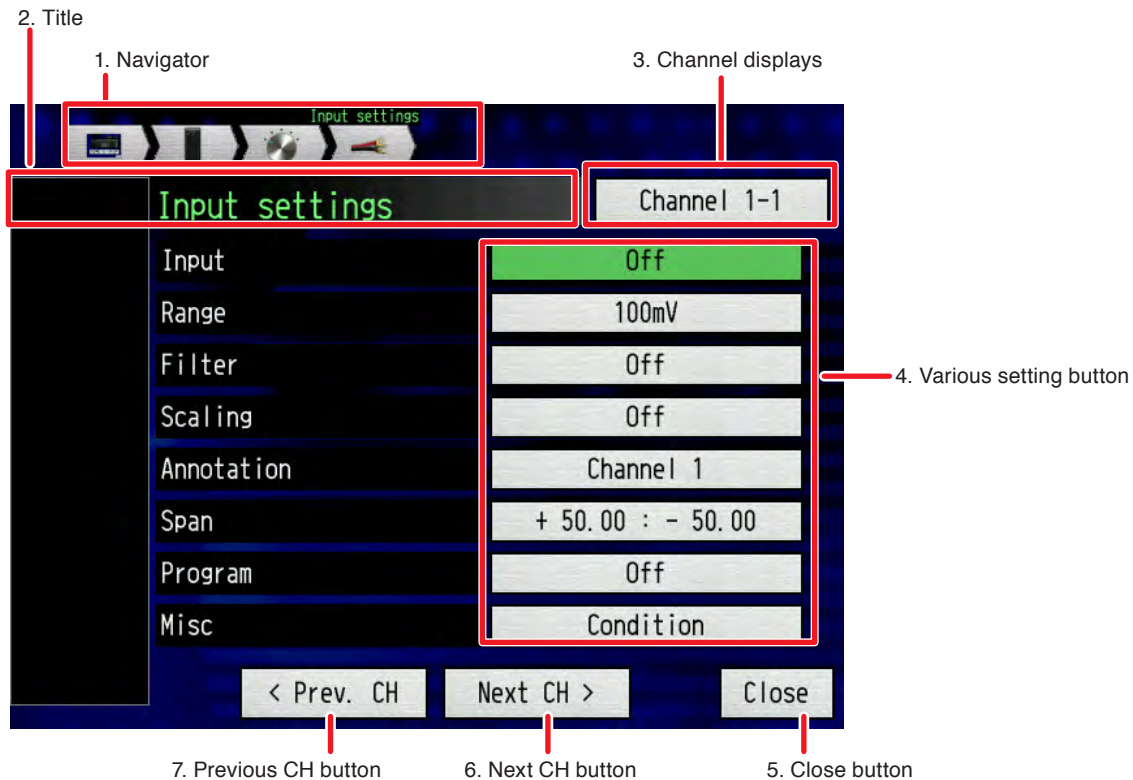 2. Title
1. Navigator
3. Channel displays
Input settings
Input settings
Channel 1-1
Input
Off
Range
100mV
Filter
Off
4. Various setting button
Scaling
Off
Annotation
Channel 1
Span
+ 50.00 : - 50.00
Program
Off
Misc
Condition
< Prev. CH
Next CH >
Close
7. Previous CH button
6. Next CH button
5. Close button